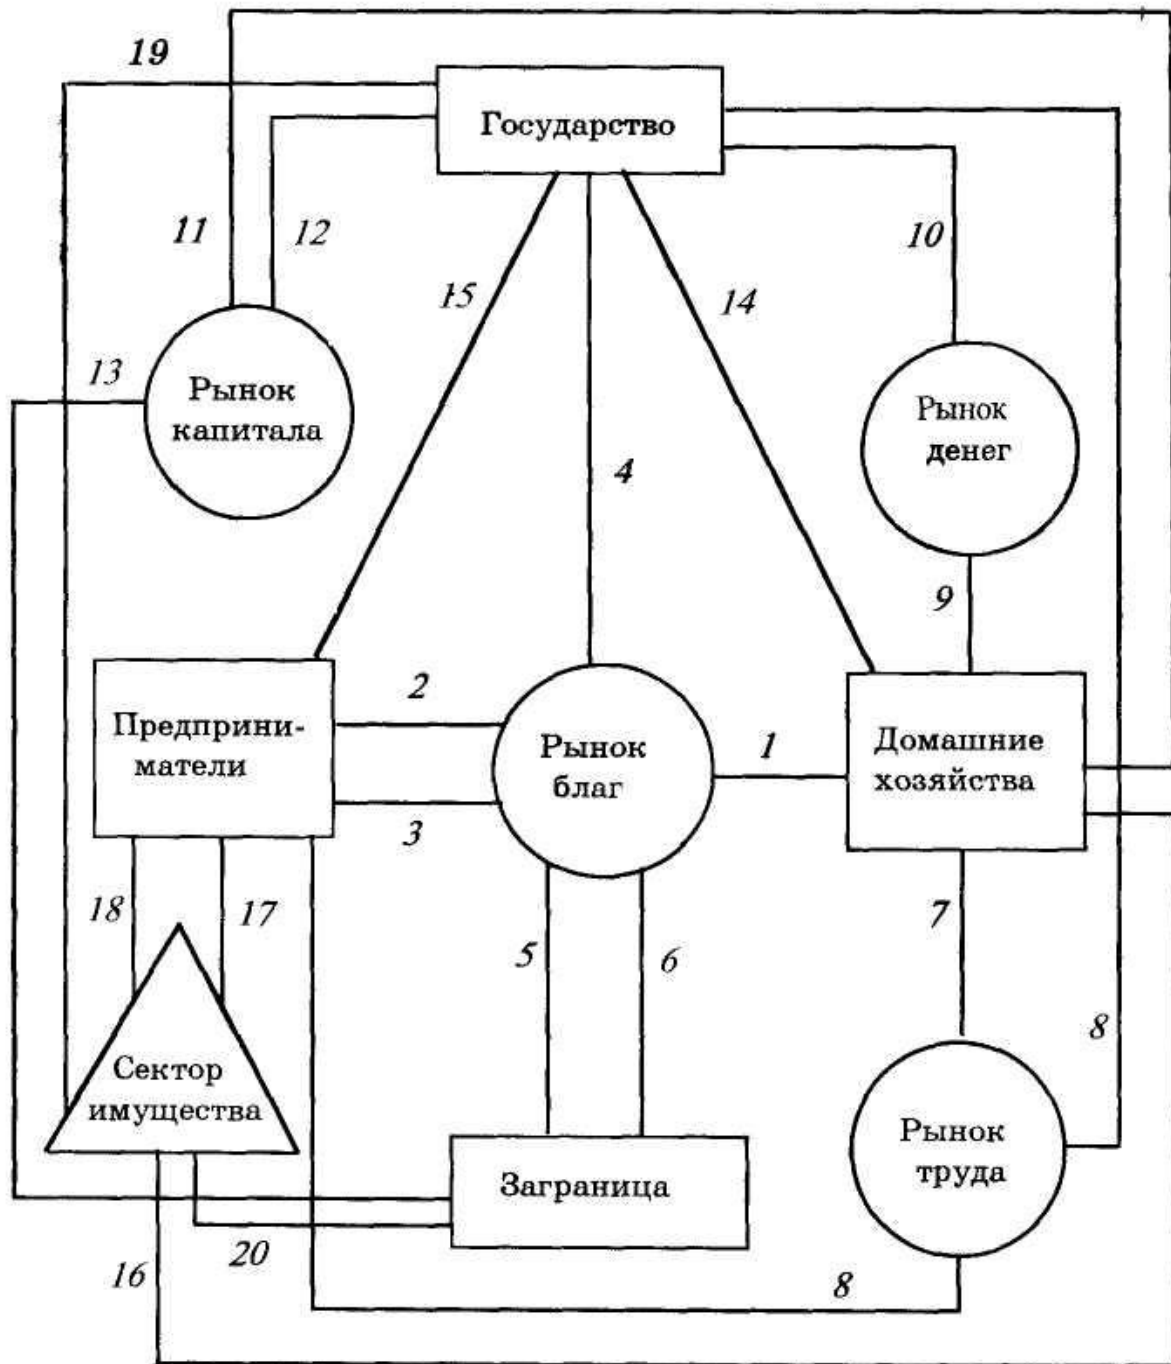 19
Государство
11
12
10
15
14
13
Рынок
капитала
Рынок
денег
4
9
2
Предприни-
матели
Рынок
благ
1
Домашние
хозяйства
3
18
17
5
6
7
8
Сектор
имущества
Рынок
труда
Заграница
20
16
8